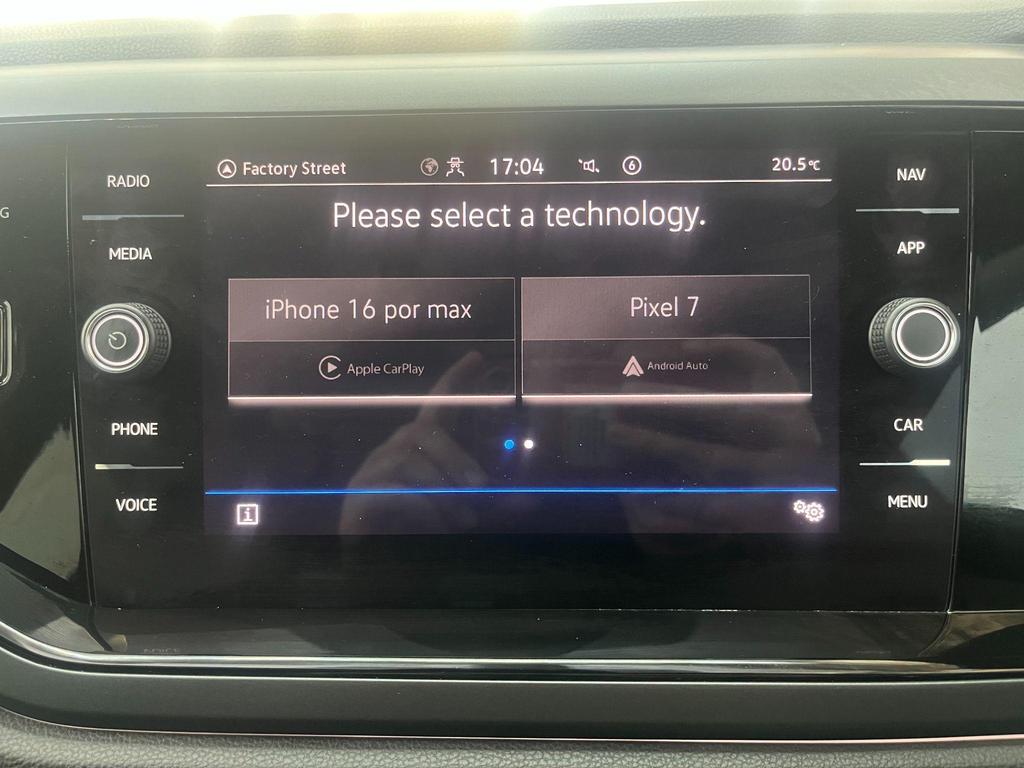 G
RADIO
MEDIA
PHONE
VOICE
Factory Street
17:04
6
20.5°C
Please select a technology.
iPhone 16 por max
Apple CarPlay
Pixel 7
Android Auto
i
NAV
APP
CAR
MENU